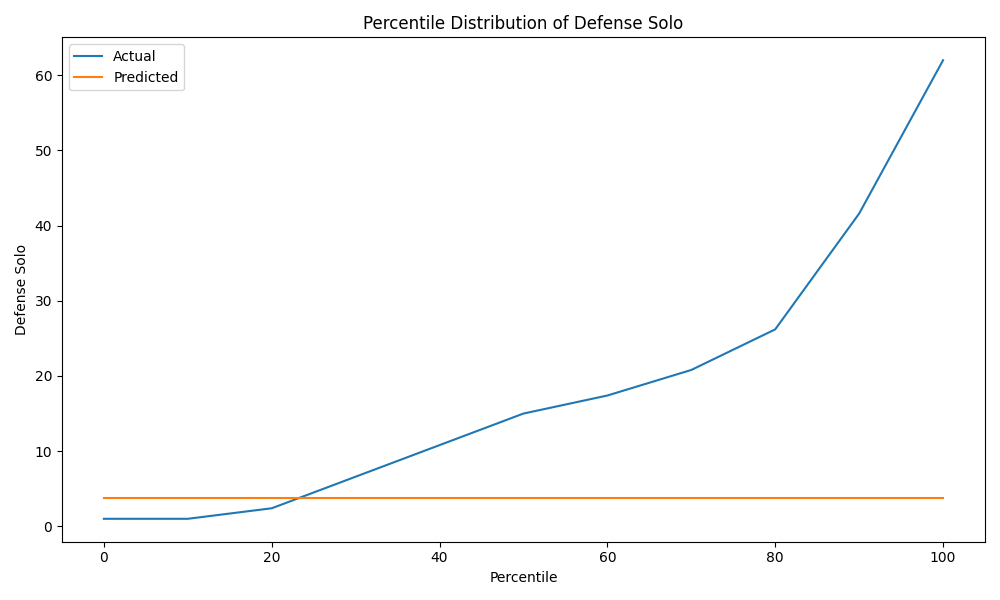 Percentile Distribution of Defense Solo
Actual
Predicted
60
50
40
30
20
10
0
Defense Solo
0 20 40 60 80 100
Percentile